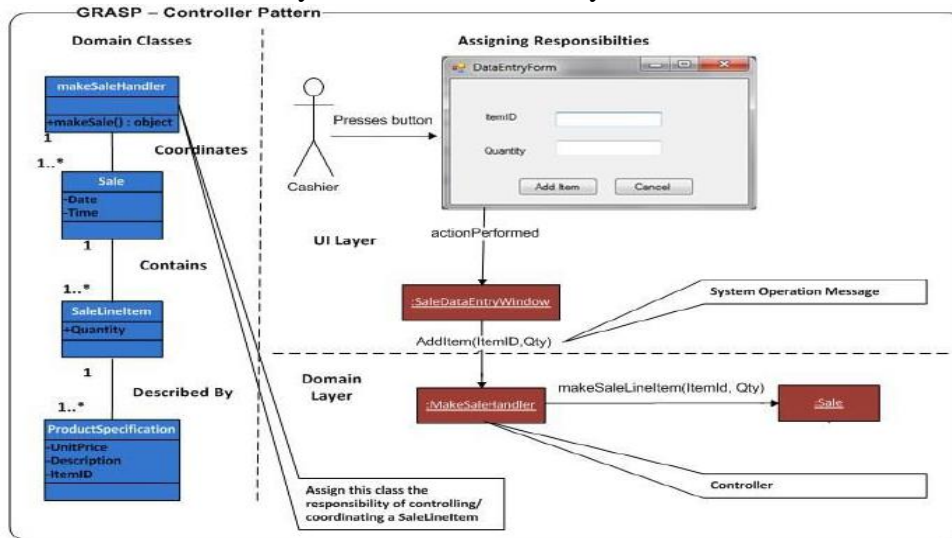 GRASP – Controller Pattern
Domain Classes
makeSaleHandler
+makeSale() : object
1
Coordinates
1..*
Sale
-Date
-Time
1
Contains
1..*
SaleLineItem
+Quantity
1
Described By
1..*
ProductSpecification
-UnitPrice
-Description
-ItemID
Assigning Responsibilties
DataEntryForm
itemID
Quantity
Add Item
Cancel
Presses button
Cashier
UI Layer
actionPerformed
:SaleDataEntryWindow
System Operation Message
AddItem(ItemID,Qty)
Domain
Layer
:MakeSaleHandler
makeSaleLineItem(ItemId, Qty)
:Sale
Controller
Assign this class the
responsibility of controlling/
coordinating a SaleLineItem